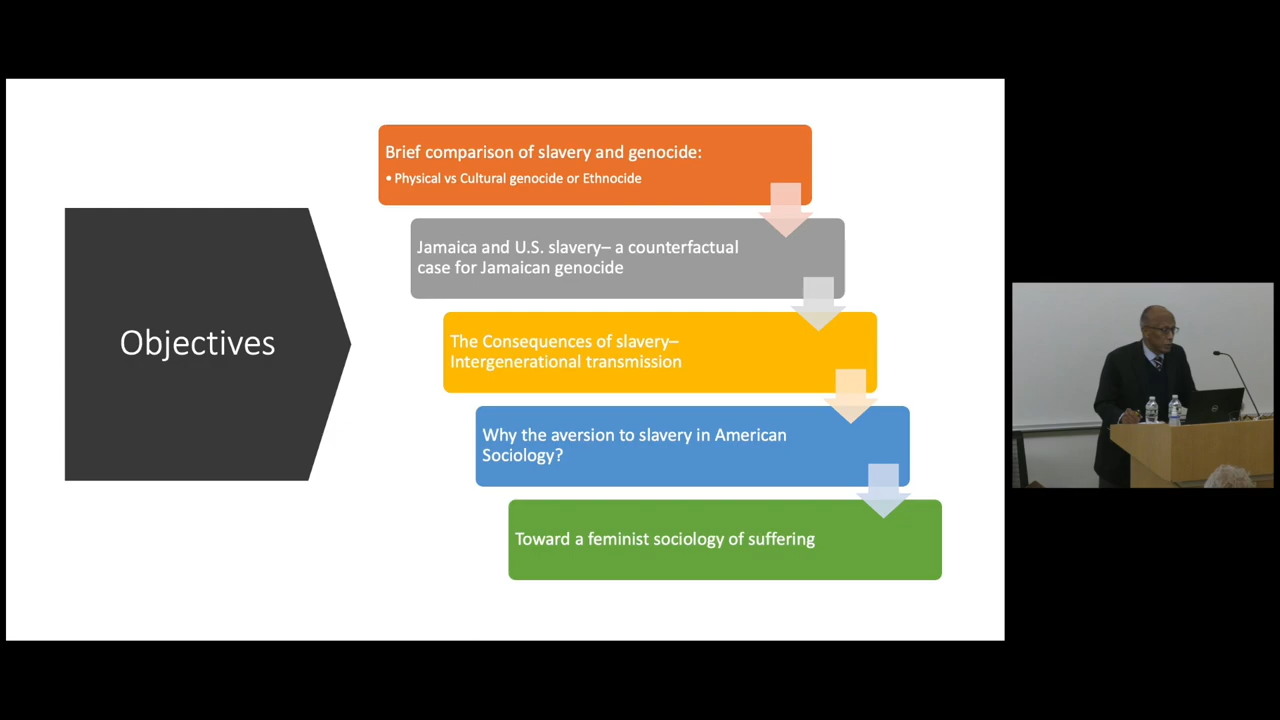 Objectives
Brief comparison of slavery and genocide:
• Physical vs Cultural genocide or Ethnocide
Jamaica and U.S. slavery– a counterfactual
case for Jamaican genocide
The Consequences of slavery–
Intergenerational transmission
Why the aversion to slavery in American
Sociology?
Toward a feminist sociology of suffering